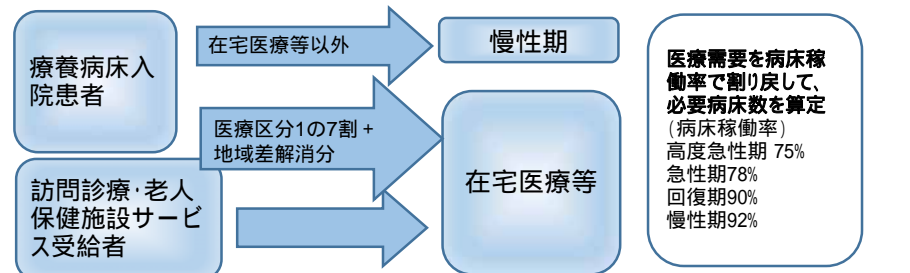 療養病床入
院患者
在宅医療等以外
慢性期
医療区分1の7割 +
地域差解消分
訪問診療･老人
保健施設サービ
ス受給者
在宅医療等
医療需要を病床稼
働率で割り戻して、
必要病床数を算定
(病床稼働率)
高度急性期 75%
急性期78%
回復期90%
慢性期92%